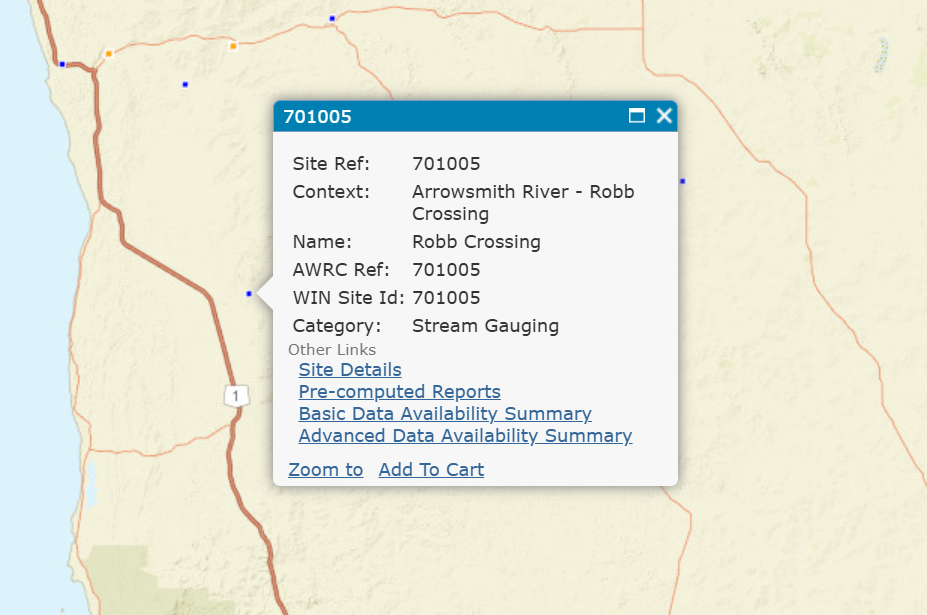 701005
Site Ref: 701005
Context: Arrowsmith River - Robb
Crossing
Name: Robb Crossing
AWRC Ref: 701005
WIN Site Id: 701005
Category: Stream Gauging
Other Links
Site Details
Pre-computed Reports
Basic Data Availability Summary
Advanced Data Availability Summary
Zoom to Add To Cart
1